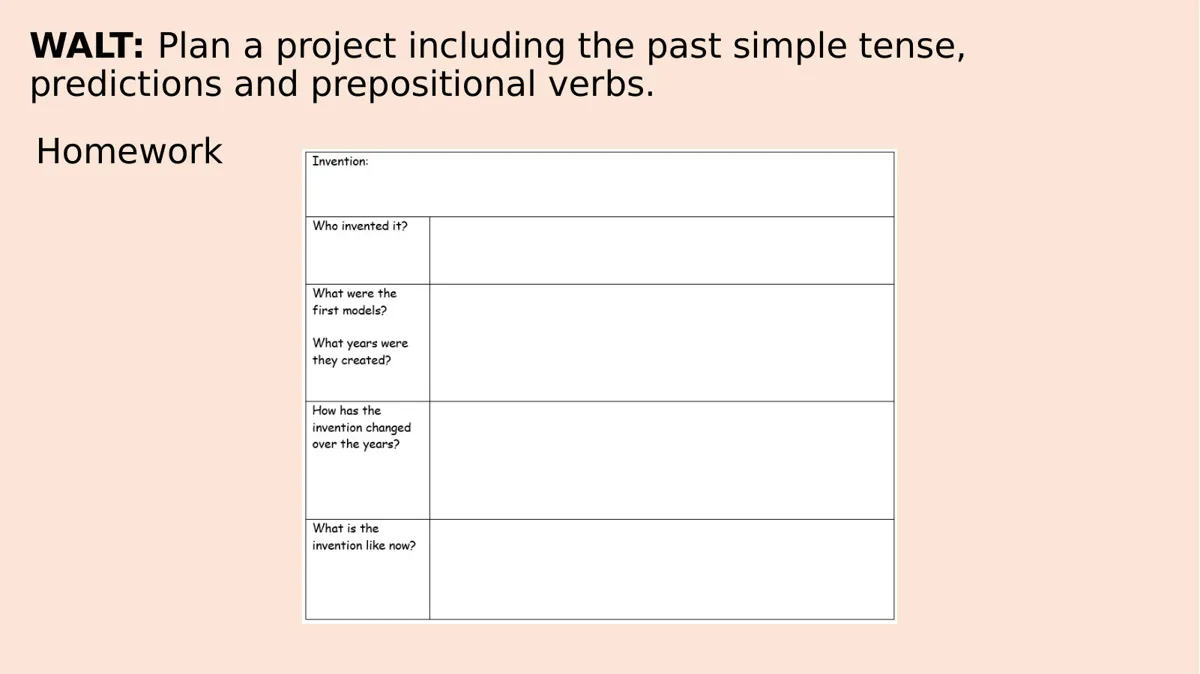 WALT: Plan a project including the past simple tense,
predictions and prepositional verbs.
Homework
Invention:
Who invented it?
What were the
first models?
What years were
they created?
How has the
invention changed
over the years?
What is the
invention like now?